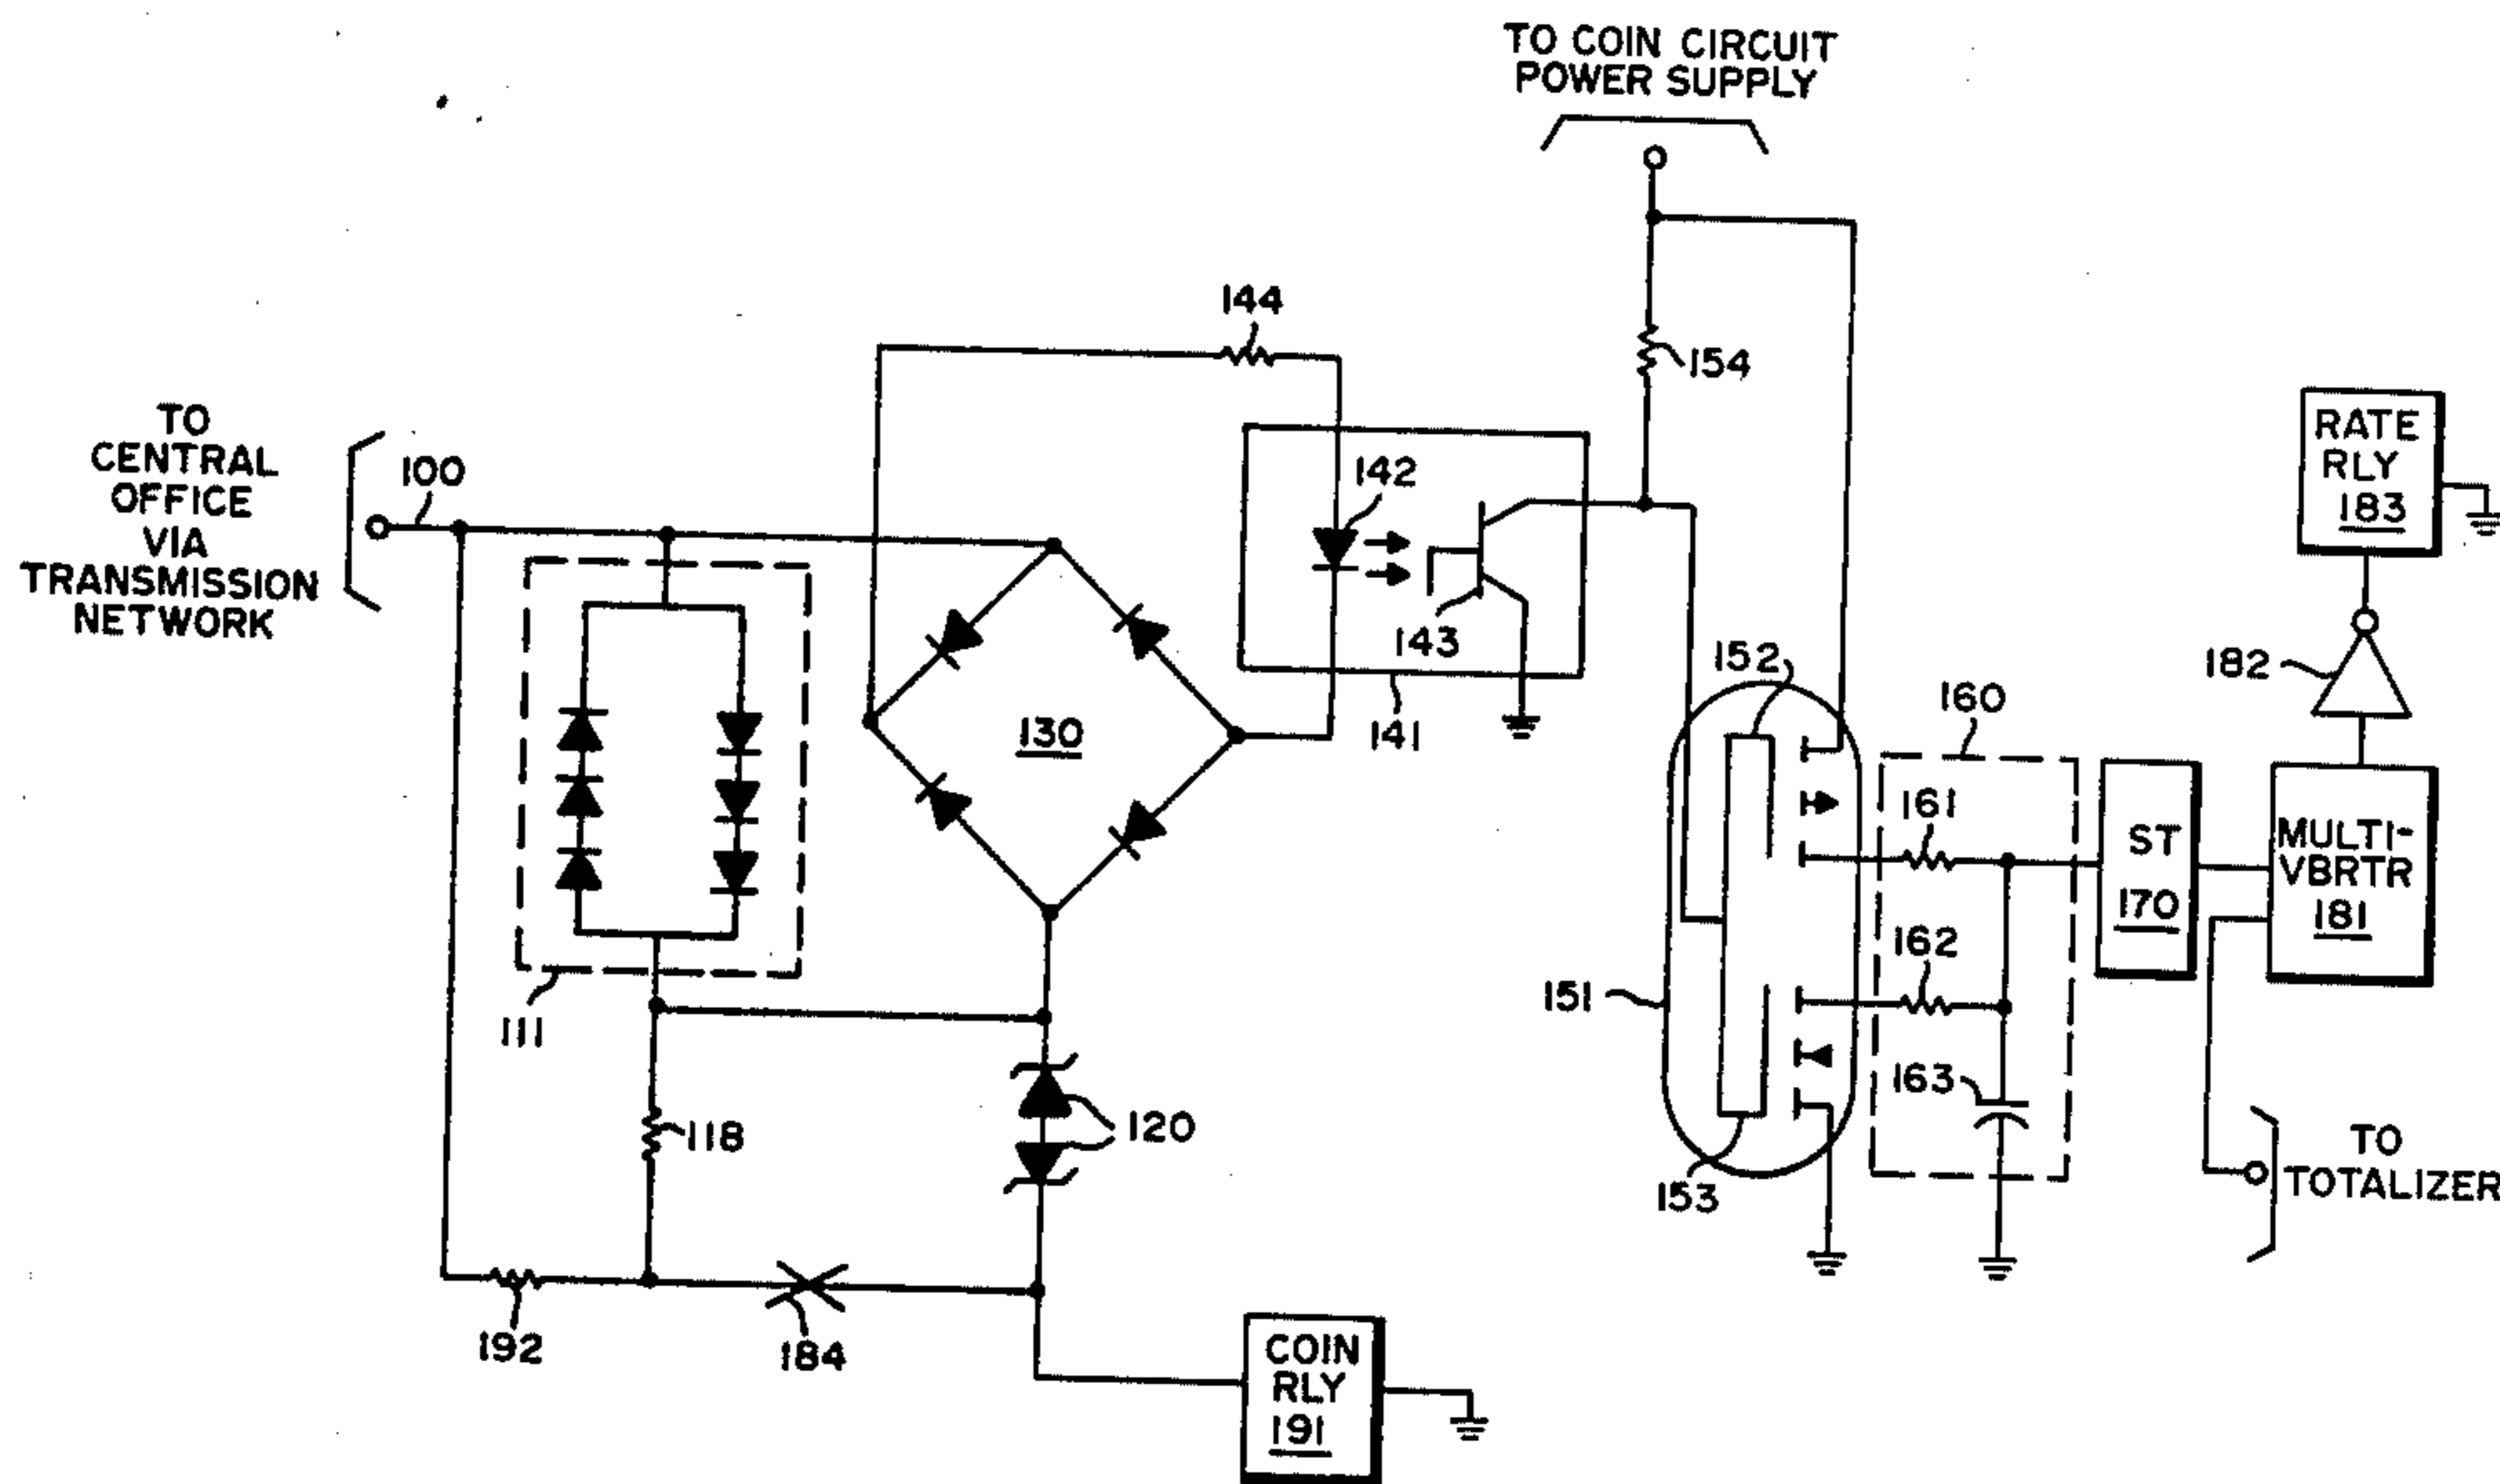 TO COIN CIRCUIT
POWER SUPPLY
144
154
TO
CENTRAL
OFFICE
VIA
TRANSMISSION
NETWORK
100
142
143
141
RATE
RLY
183
182
152
160
130
161
ST
170
MULTI-
VBRTR
181
162
151
111
163
118
120
153
TO
TOTALIZER
192
184
COIN
RLY
191